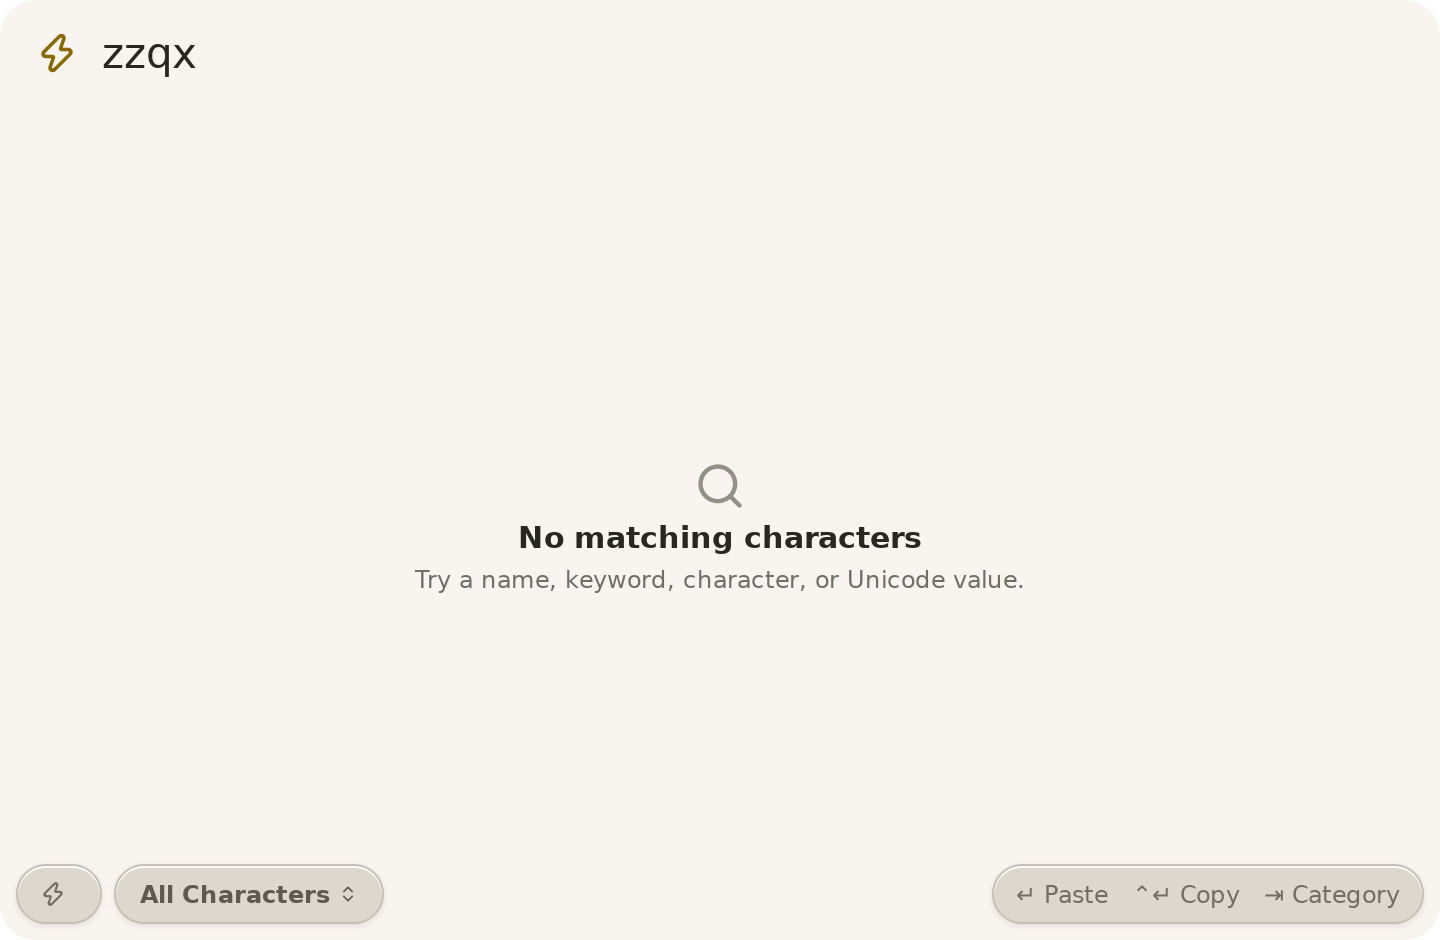 zzqx
No matching characters
Try a name, keyword, character, or Unicode value.
All Characters
↵ Paste ⌃↵ Copy ⇥ Category